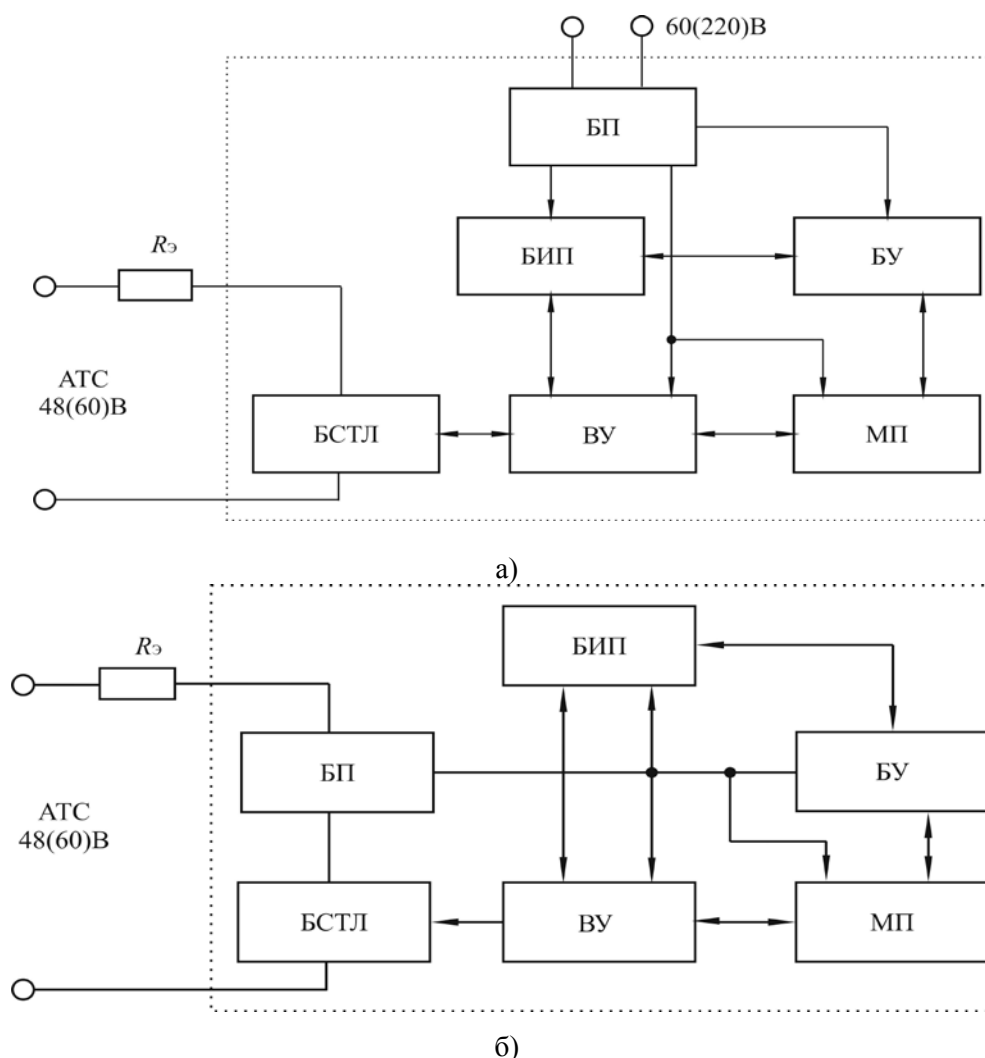 60(220)В
БП
БИП
БУ
Rэ
АТС
48(60)В
БСТЛ
ВУ
МП
а)
БИП
Rэ
БП
БУ
АТС
48(60)В
БСТЛ
ВУ
МП
б)